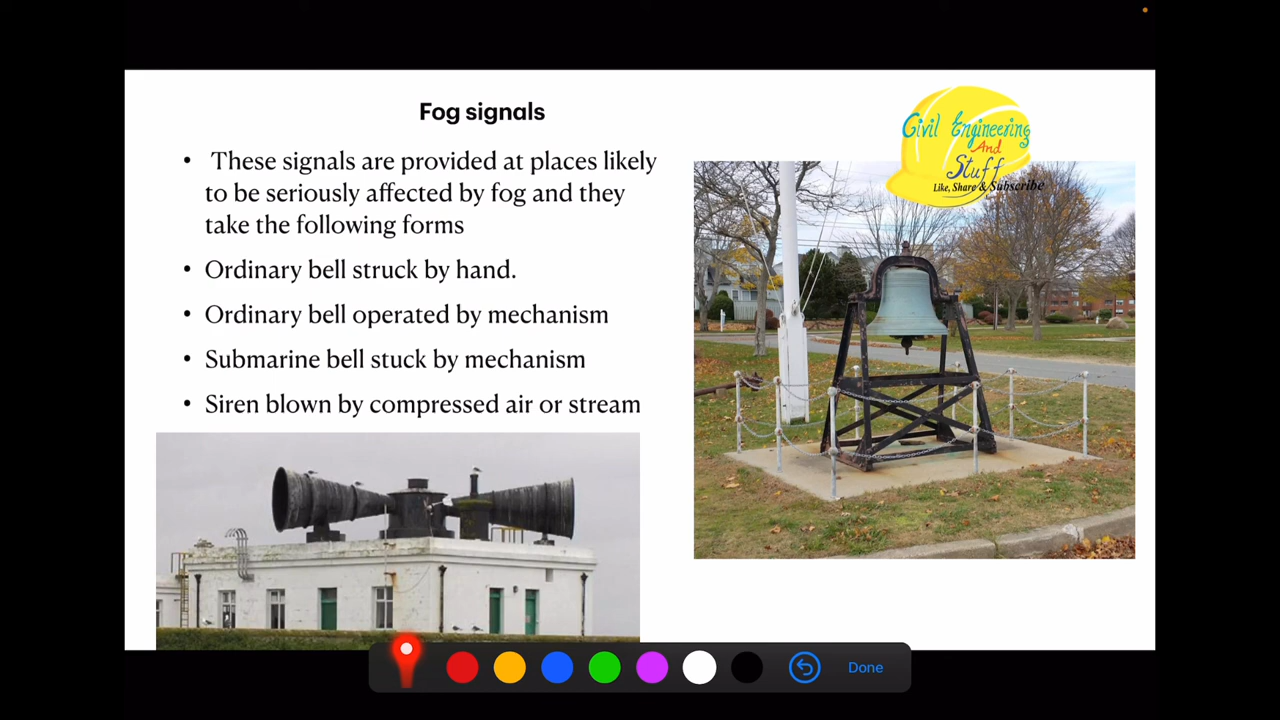 Fog signals
• These signals are provided at places likely
to be seriously affected by fog and they
take the following forms
• Ordinary bell struck by hand.
• Ordinary bell operated by mechanism
• Submarine bell stuck by mechanism
• Siren blown by compressed air or stream
Civil Engineering
And
Stuff
Like, Share & Subscribe
Done